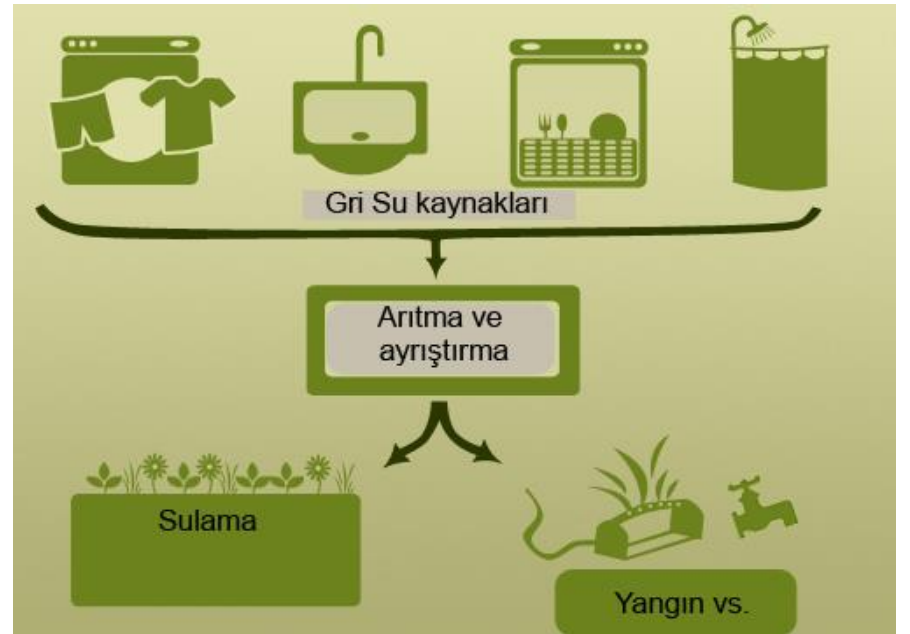 Gri Su kaynakları
Arıtma ve
ayrıştırma
Sulama
Yangın vs.